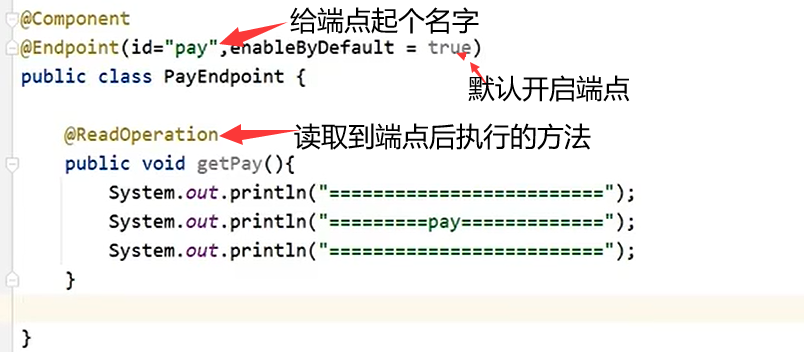 @Component
给端点起个名字
@Endpoint(id="pay",enableByDefault = true)
public class PayEndpoint {
默认开启端点
@ReadOperation
读取到端点后执行的方法
public void getPay(){
System.out.println("=========================");
System.out.println("=========pay=============");
System.out.println("=========================");
}
}